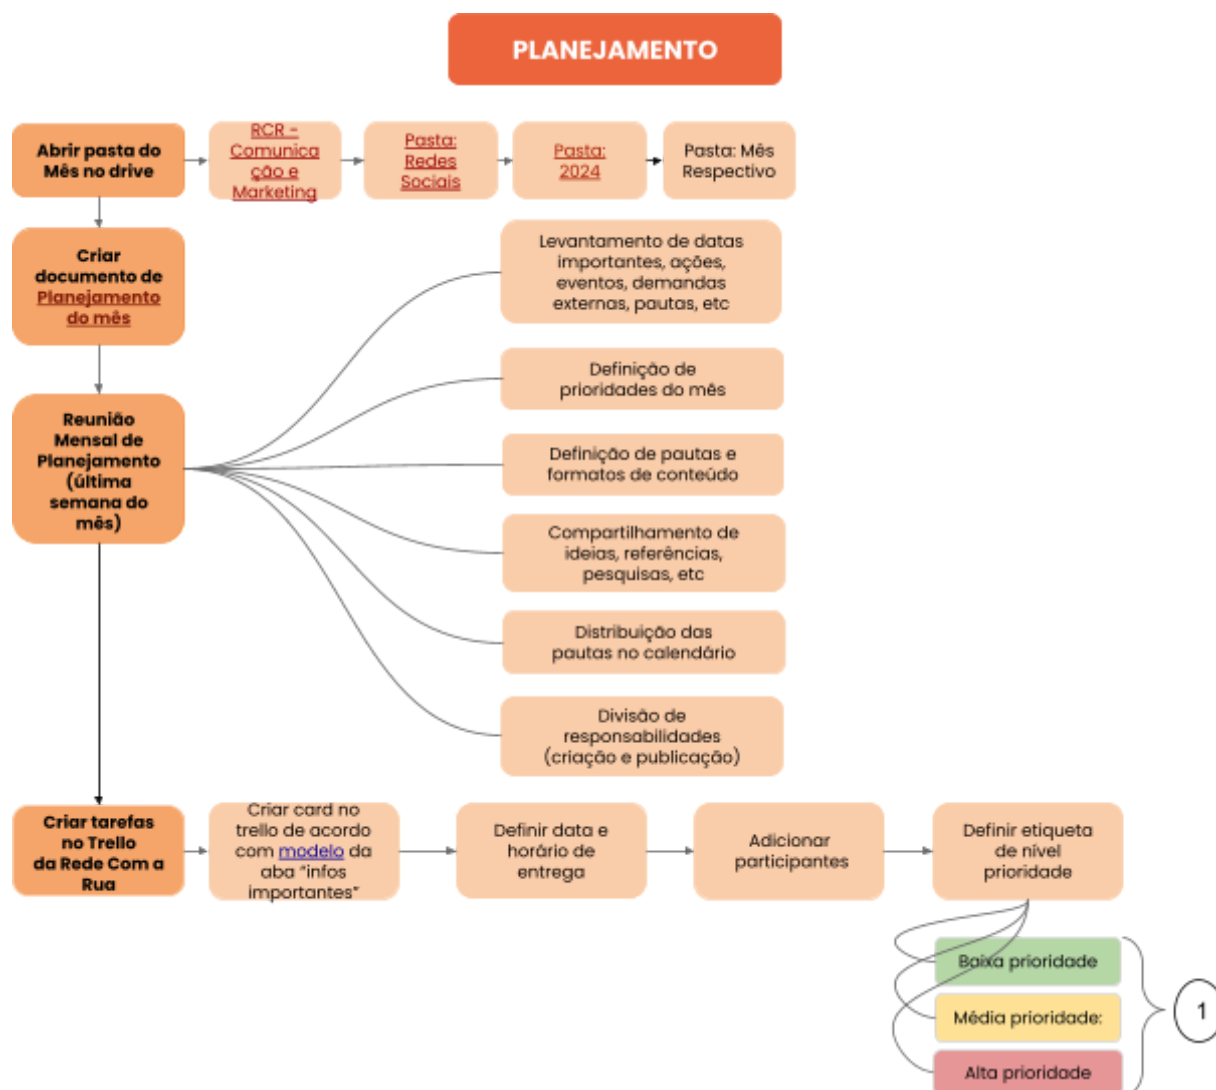 PLANEJAMENTO
Abrir pasta do
Mês no drive
RCR -
Comunica
ção e
Marketing
Pasta:
Redes
Sociais
Pasta:
2024
Pasta: Mês
Respectivo
Criar
documento de
Planejamento
do mês
Levantamento de datas
importantes, ações,
eventos, demandas
externas, pautas, etc
Definição de
prioridades do mês
Reunião
Mensal de
Planejamento
(última
semana do
mês)
Definição de pautas e
formatos de conteúdo
Compartilhamento de
ideias, referências,
pesquisas, etc
Distribuição das
pautas no calendário
Divisão de
responsabilidades
(criação e publicação)
Criar tarefas
no Trello
da Rede Com a
Rua
Criar card no
trello de acordo
com modelo da
aba “infos
importantes”
Definir data e
horário de
entrega
Adicionar
participantes
Definir etiqueta
de nível
prioridade
Baixa prioridade
Média prioridade:
Alta prioridade
1